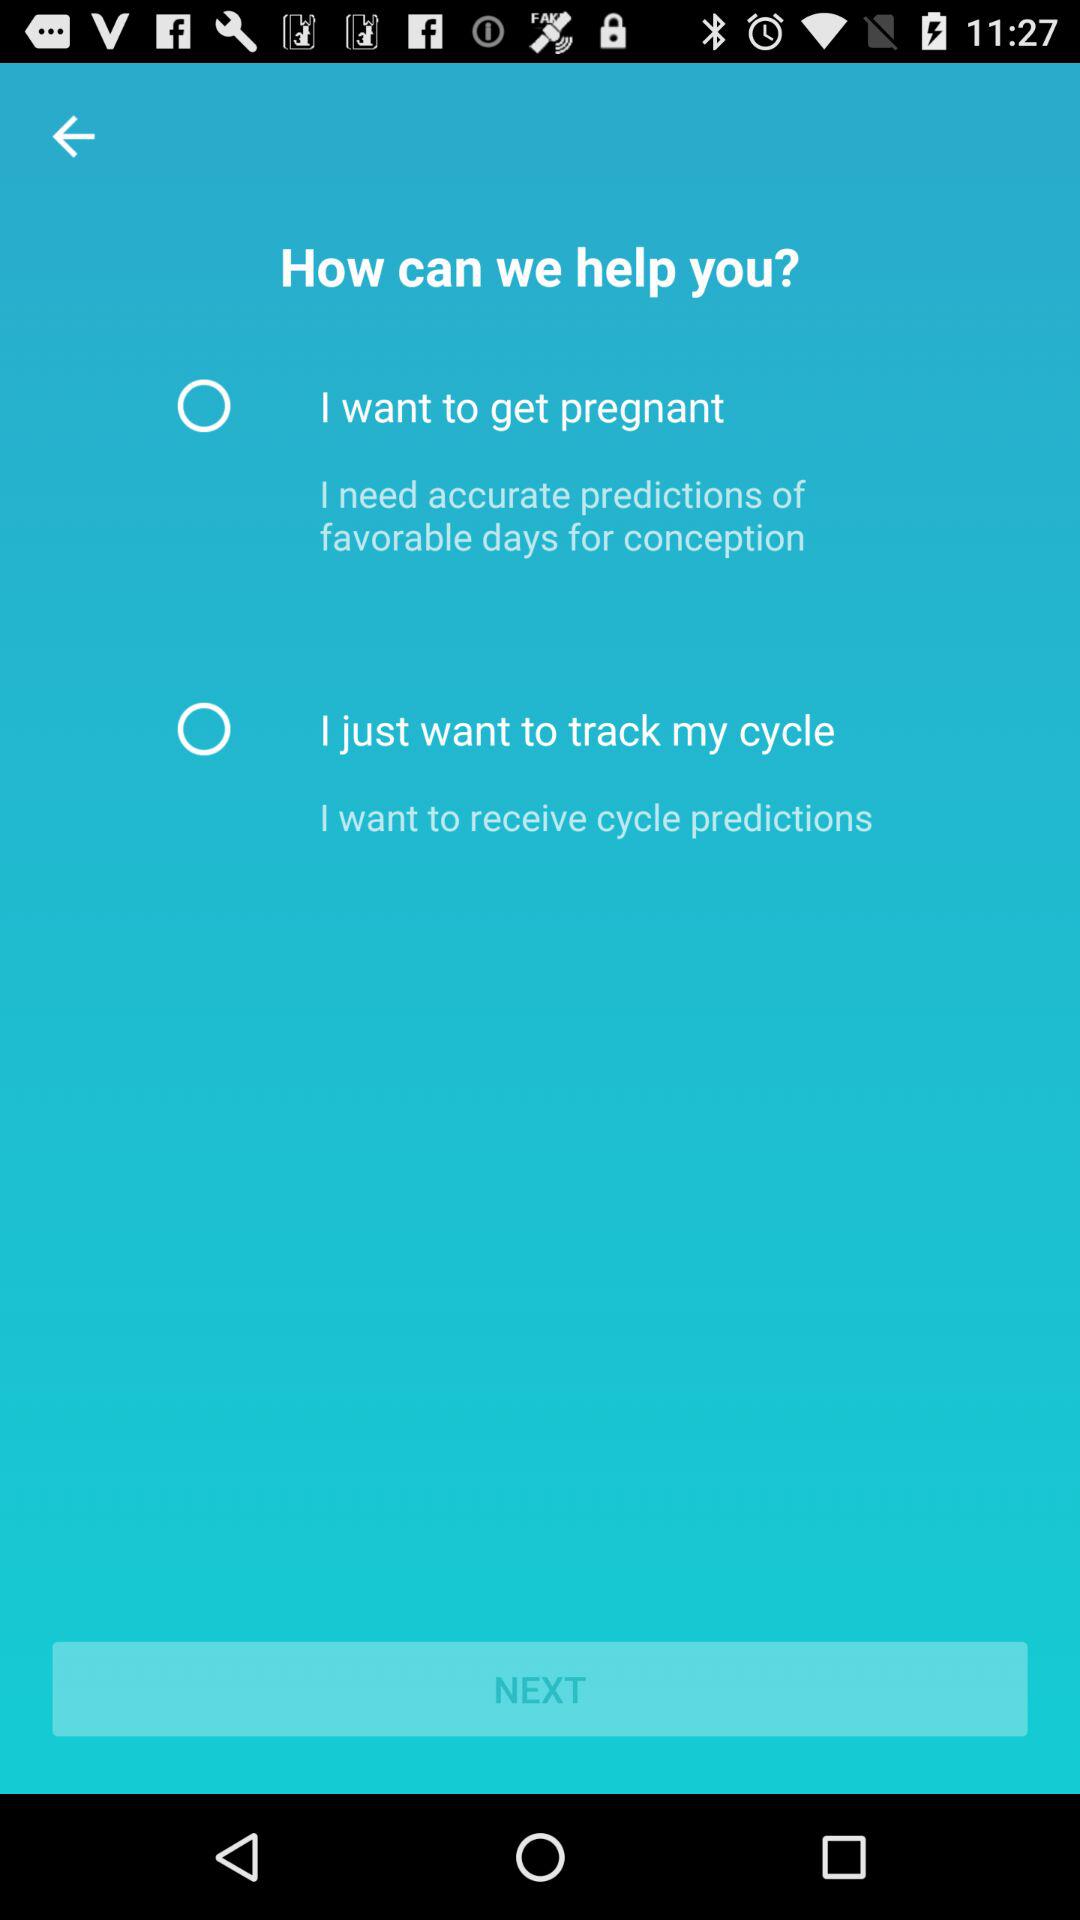 FAKE
11:27
How can we help you?
I want to get pregnant
I need accurate predictions of
favorable days for conception
I just want to track my cycle
I want to receive cycle predictions
NEXT